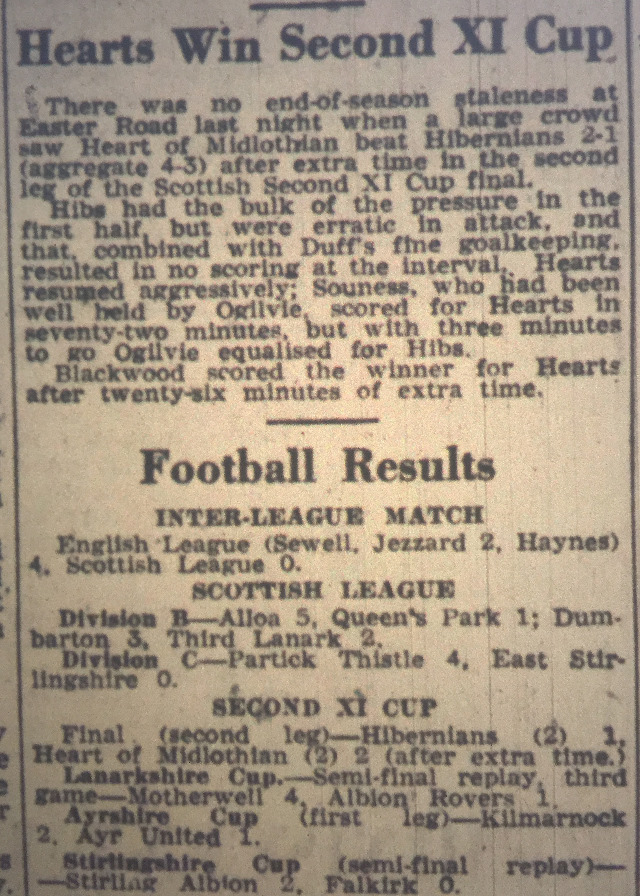 Hearts Win Second XI Cup
There was no end-of-season staleness at
Easter Road last night when a large crowd
saw Heart of Midlothian beat Hibernians 2-1
(aggregate 4-3) after extra time in the second
leg of the Scottish Second XI Cup final.
Hibs had the bulk of the pressure in the
first half, but were erratic in attack, and
that, combined with Duff's fine goalkeeping,
resulted in no scoring at the interval. Hearts
resumed aggressively; Souness, who had been
well held by Ogilvie, scored for Hearts in
seventy-two minutes, but with three minutes
to go Ogilvie equalised for Hibs.
Blackwood scored the winner for Hearts
after twenty-six minutes of extra time.
Football Results
INTER-LEAGUE MATCH
English League (Sewell, Jezzard 2, Haynes)
4, Scottish League 0.
SCOTTISH LEAGUE
Division B—Alloa 5, Queen's Park 1; Dum-
barton 3, Third Lanark 2.
Division C—Partick Thistle 4, East Stir-
lingshire 0.
SECOND XI CUP
Final (second leg)—Hibernians (2) 1,
Heart of Midlothian (2) 2 (after extra time.)
Lanarkshire Cup.—Semi-final replay, third
game—Motherwell 4, Albion Rovers 1.
Ayrshire Cup (first leg)—Kilmarnock
2, Ayr United 1.
Stirlingshire Cup (semi-final replay)—
—Stirling Albion 2, Falkirk 0.